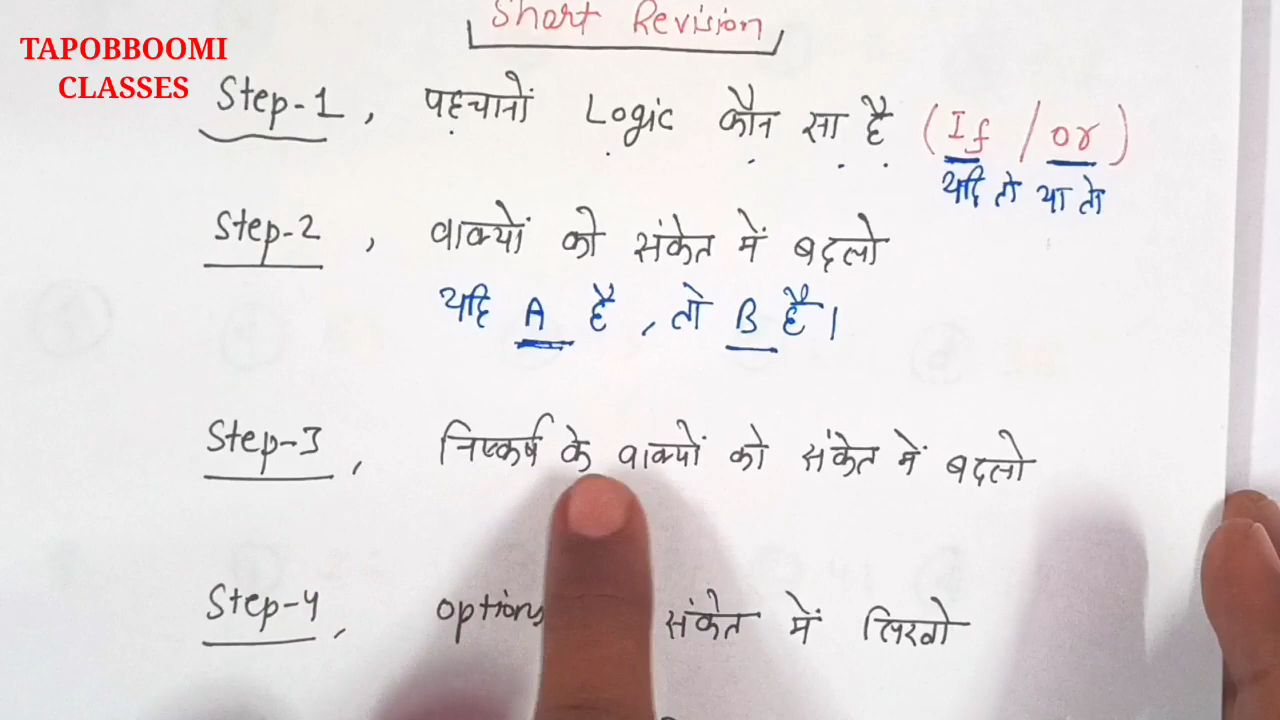 Short Revision
TAPOBBOOMI
CLASSES
Step-1, पहचानों Logic कौन सा है (If / or)
यदि तो या तो
Step-2, वाक्यों को संकेत में बदलो
यदि A है, तो B है।
Step-3, निष्कर्ष के वाक्यों को संकेत में बदलो
Step-4, options संकेत में लिखो